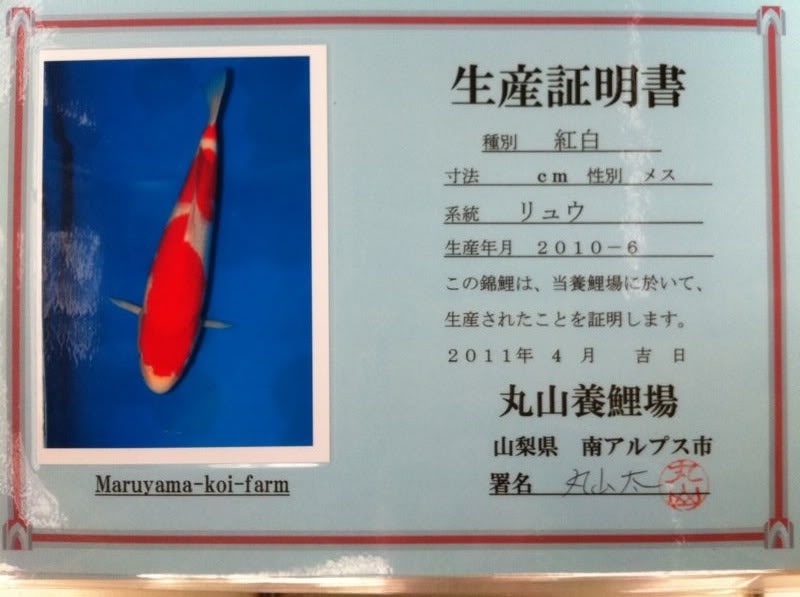 生産証明書
種別 紅白
寸法 cm 性別 メス
系統 リュウ
生産年月 2010-6
この錦鯉は、当養鯉場に於いて、
生産されたことを証明します。
2011年 4 月 吉 日
丸山養鯉場
山梨県 南アルプス市
署名 丸山太 丸山
Maruyama-koi-farm